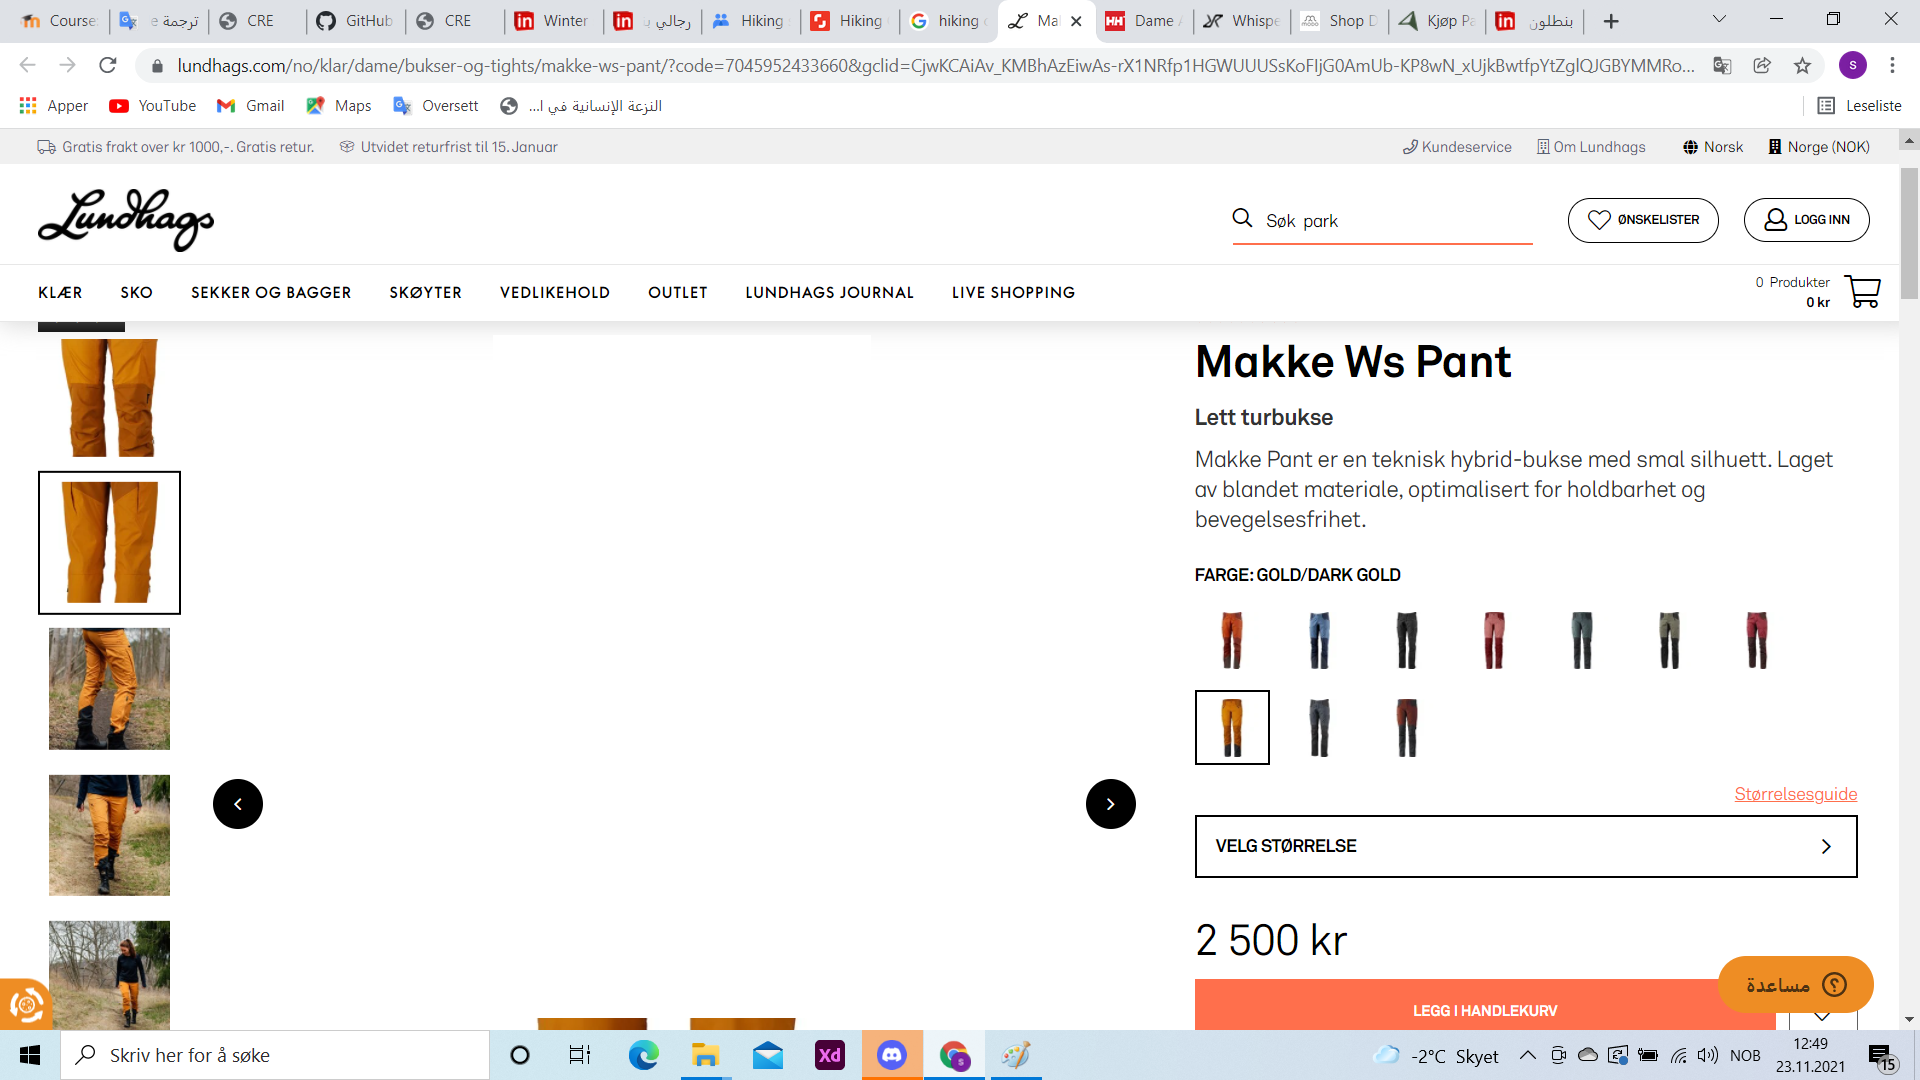 Course
ترجمة
CRE
GitHub
CRE
Winter
رجالي
Hiking
Hiking
hiking
Ma
Dame
Whispe
Shop D
Kjøp Pa
بنطلون
lundhags.com/no/klar/dame/bukser-og-tights/makke-ws-pant/?code=7045952433660&gclid=CjwKCAiAv_KMBhAzEiwAs-rX1NRfp1HGWUUUSsKoFIjG0AmUb-KP8wN_xUjkBwtfpYtZglQJGBYMMRo...
S
Apper
YouTube
Gmail
Maps
Oversett
النزعة الإنسانية في ا...
Leseliste
Gratis frakt over kr 1000,-. Gratis retur.
Utvidet returfrist til 15. Januar
Kundeservice
Om Lundhags
Norsk
Norge (NOK)
Lundhags
Søk park
ØNSKELISTER
LOGG INN
KLÆR
SKO
SEKKER OG BAGGER
SKØYTER
VEDLIKEHOLD
OUTLET
LUNDHAGS JOURNAL
LIVE SHOPPING
0 Produkter
0 kr
Makke Ws Pant
Lett turbukse
Makke Pant er en teknisk hybrid-bukse med smal silhuett. Laget
av blandet materiale, optimalisert for holdbarhet og
bevegelsesfrihet.
FARGE: GOLD/DARK GOLD
Størrelsesguide
VELG STØRRELSE
2 500 kr
LEGG I HANDLEKURV
مساعدة
Skriv her for å søke
Xd
-2°C Skyet
NOB
12:49
23.11.2021
15